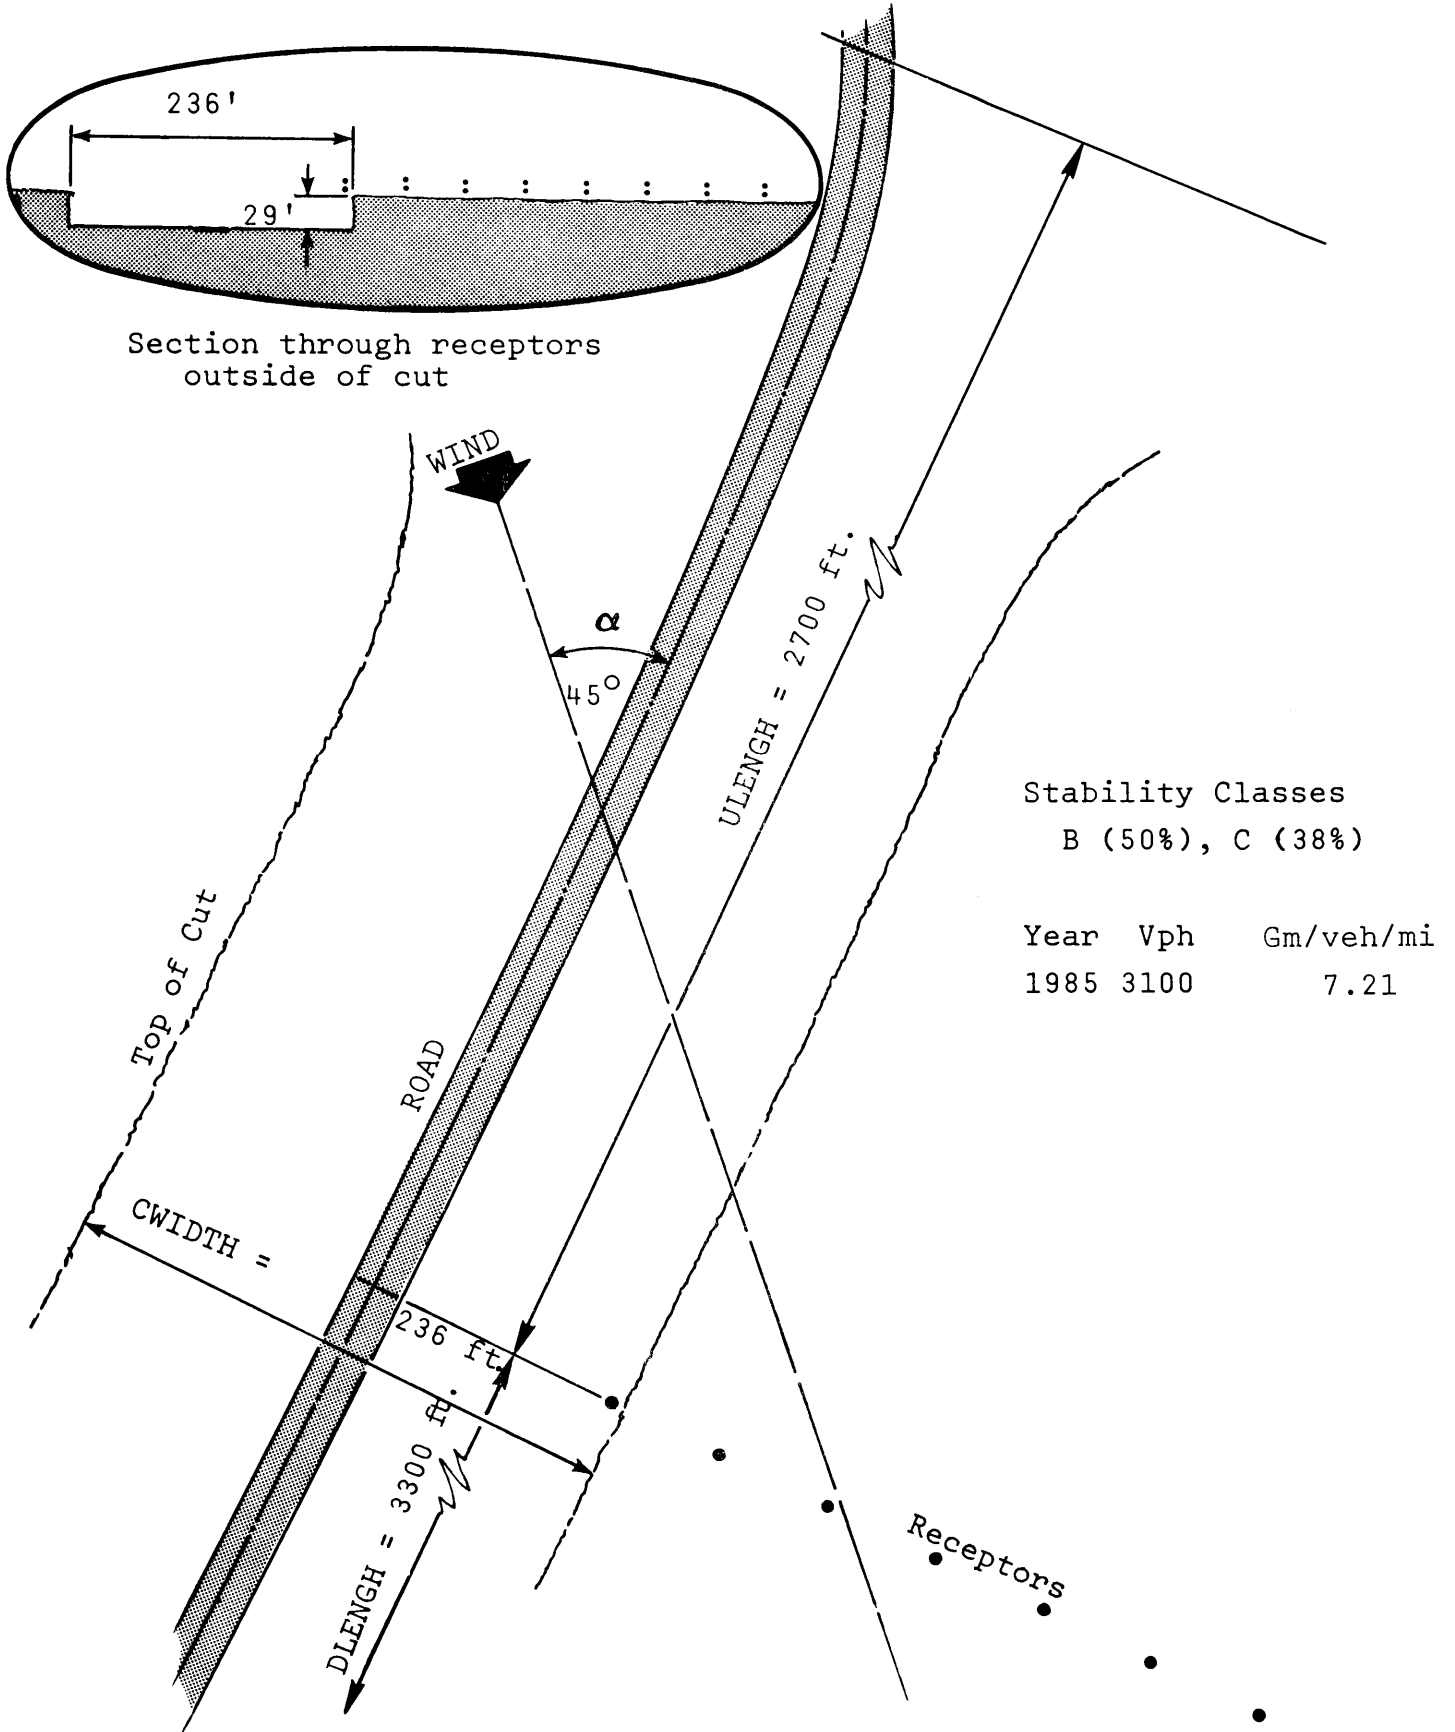 236'
29'
Section through receptors
outside of cut
WIND
α
45°
ULENGH = 2700 ft.
Stability Classes
B (50%), C (38%)
Year Vph Gm/veh/mi
1985 3100 7.21
Top of Cut
ROAD
CWIDTH =
236 ft.
DLENGH = 3300 ft.
Receptors